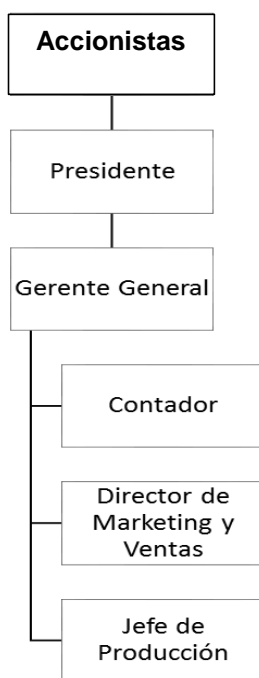 Accionistas
Presidente
Gerente General
Contador
Director de
Marketing y
Ventas
Jefe de
Producción